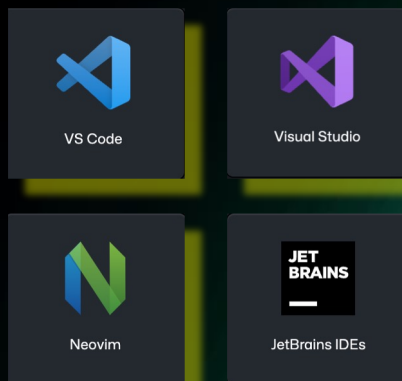 VS Code
Visual Studio
Neovim
JET
BRAINS
JetBrains IDEs